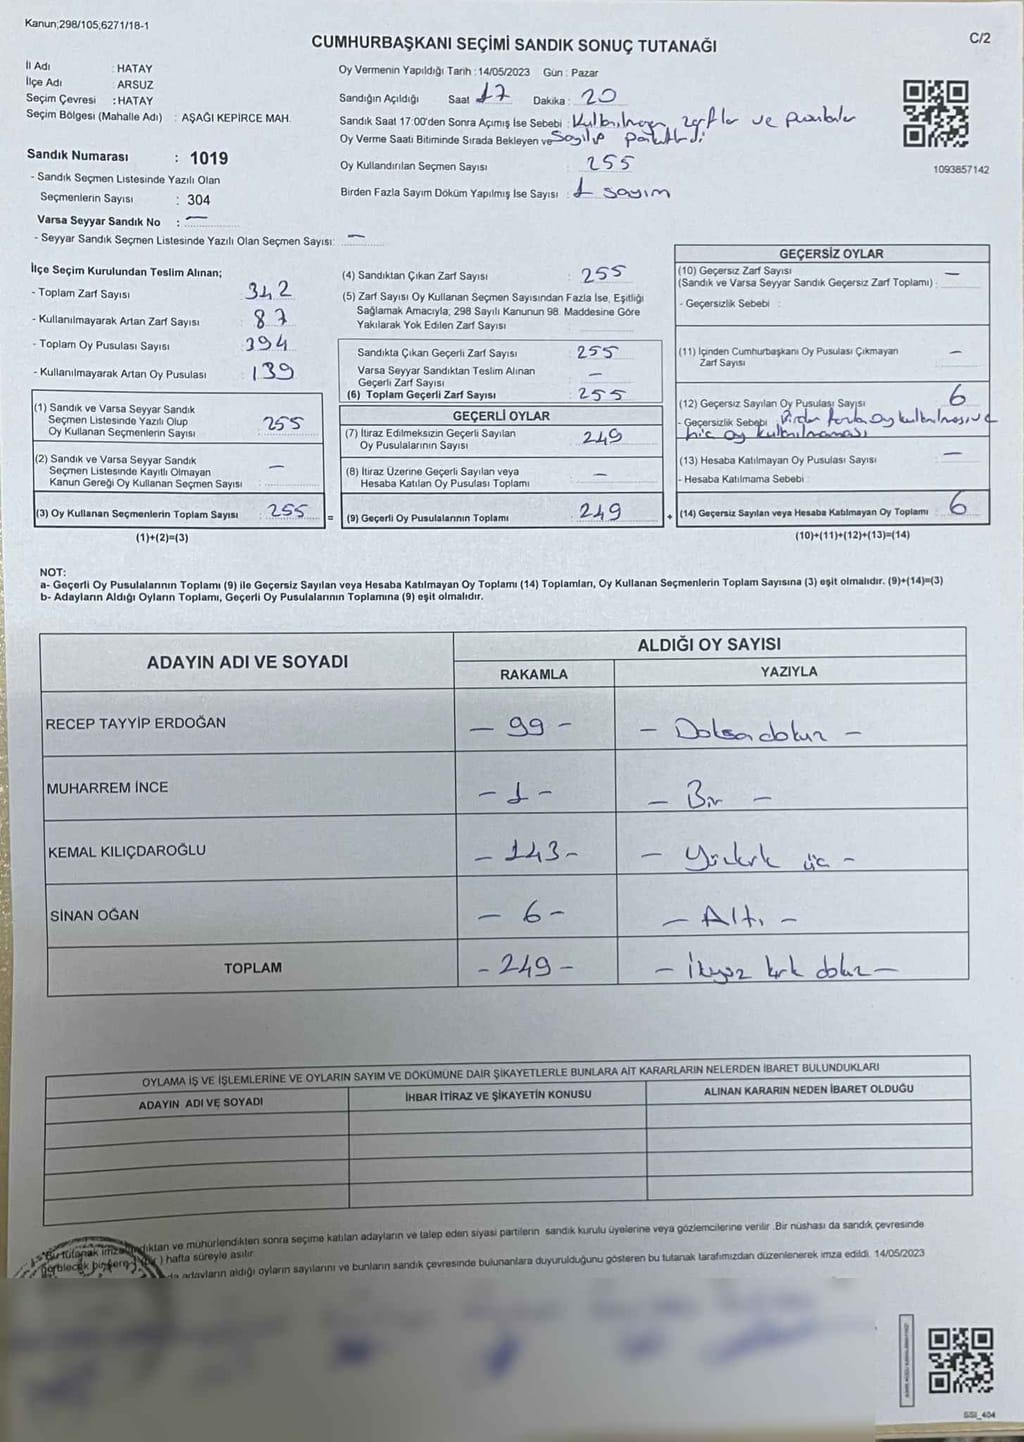 Kanun;298/105,6271/18-1
C/2
CUMHURBAŞKANI SEÇİMİ SANDIK SONUÇ TUTANAĞI
İl Adı : HATAY
İlçe Adı : ARSUZ
Seçim Çevresi : HATAY
Seçim Bölgesi (Mahalle Adı) : AŞAĞI KEPİRCE MAH.
Sandık Numarası : 1019
- Sandık Seçmen Listesinde Yazılı Olan
Seçmenlerin Sayısı : 304
Varsa Seyyar Sandık No : —
- Seyyar Sandık Seçmen Listesinde Yazılı Olan Seçmen Sayısı: —
Oy Vermenin Yapıldığı Tarih : 14/05/2023 Gün : Pazar
Sandığın Açıldığı Saat : 17 Dakika : 20
Sandık Saat 17:00'den Sonra Açımış İse Sebebi : Kullanılmayan zarflar ve pusulalar
Oy Verme Saati Bitiminde Sırada Bekleyen ve Sayılıp paketlendi
Oy Kullandırılan Seçmen Sayısı : 255
Birden Fazla Sayım Döküm Yapılmış İse Sayısı : 1 sayım
1093857142
İlçe Seçim Kurulundan Teslim Alınan;
- Toplam Zarf Sayısı : 342
- Kullanılmayarak Artan Zarf Sayısı : 87
- Toplam Oy Pusulası Sayısı : 394
- Kullanılmayarak Artan Oy Pusulası : 139
(1) Sandık ve Varsa Seyyar Sandık
Seçmen Listesinde Yazılı Olup
Oy Kullanan Seçmenlerin Sayısı : 255
(2) Sandık ve Varsa Seyyar Sandık
Seçmen Listesinde Kayıtlı Olmayan
Kanun Gereği Oy Kullanan Seçmen Sayısı : —
(3) Oy Kullanan Seçmenlerin Toplam Sayısı : 255
(1)+(2)=(3)
(4) Sandıktan Çıkan Zarf Sayısı : 255
(5) Zarf Sayısı Oy Kullanan Seçmen Sayısından Fazla İse, Eşitliği
Sağlamak Amacıyla; 298 Sayılı Kanunun 98. Maddesine Göre
Yakılarak Yok Edilen Zarf Sayısı :
Sandıkta Çıkan Geçerli Zarf Sayısı : 255
Varsa Seyyar Sandıktan Teslim Alınan
Geçerli Zarf Sayısı : —
(6) Toplam Geçerli Zarf Sayısı : 255
GEÇERLİ OYLAR
(7) İtiraz Edilmeksizin Geçerli Sayılan
Oy Pusulalarının Sayısı : 249
(8) İtiraz Üzerine Geçerli Sayılan veya
Hesaba Katılan Oy Pusulası Toplamı : —
= (9) Geçerli Oy Pusulalarının Toplamı : 249
GEÇERSİZ OYLAR
(10) Geçersiz Zarf Sayısı
(Sandık ve Varsa Seyyar Sandık Geçersiz Zarf Toplamı) : —
- Geçersizlik Sebebi :
(11) İçinden Cumhurbaşkanı Oy Pusulası Çıkmayan
Zarf Sayısı : —
(12) Geçersiz Sayılan Oy Pusulası Sayısı : 6
- Geçersizlik Sebebi : Birden fazla oy kullanılması ve
hiç oy kullanılmaması
(13) Hesaba Katılmayan Oy Pusulası Sayısı : —
- Hesaba Katılmama Sebebi :
+ (14) Geçersiz Sayılan veya Hesaba Katılmayan Oy Toplamı : 6
(10)+(11)+(12)+(13)=(14)
NOT:
a- Geçerli Oy Pusulalarının Toplamı (9) ile Geçersiz Sayılan veya Hesaba Katılmayan Oy Toplamı (14) Toplamları, Oy Kullanan Seçmenlerin Toplam Sayısına (3) eşit olmalıdır. (9)+(14)=(3)
b- Adayların Aldığı Oyların Toplamı, Geçerli Oy Pusulalarının Toplamına (9) eşit olmalıdır.
ADAYIN ADI VE SOYADI
ALDIĞI OY SAYISI
RAKAMLA YAZIYLA
RECEP TAYYİP ERDOĞAN — 99 — — Doksan dokuz —
MUHARREM İNCE — 1 — — Bir —
KEMAL KILIÇDAROĞLU — 143 — — Yüzkırk üç —
SİNAN OĞAN — 6 — — Altı —
TOPLAM — 249 — — İkiyüz kırk dokuz —
OYLAMA İŞ VE İŞLEMLERİNE VE OYLARIN SAYIM VE DÖKÜMÜNE DAİR ŞİKAYETLERLE BUNLARA AİT KARARLARIN NELERDEN İBARET BULUNDUKLARI
ADAYIN ADI VE SOYADI İHBAR İTİRAZ VE ŞİKAYETİN KONUSU ALINAN KARARIN NEDEN İBARET OLDUĞU
Bu tutanak imzalandıktan ve mühürlendikten sonra seçime katılan adayların ve talep eden siyasi partilerin sandık kurulu üyelerine veya gözlemcilerine verilir .Bir nüshası da sandık çevresinde
görülecek bir yere ) hafta süreyle asılır
da adayların aldığı oyların sayılarını ve bunların sandık çevresinde bulunanlara duyurulduğunu gösteren bu tutanak tarafımızdan düzenlenerek imza edildi. 14/05/2023
SSI_404